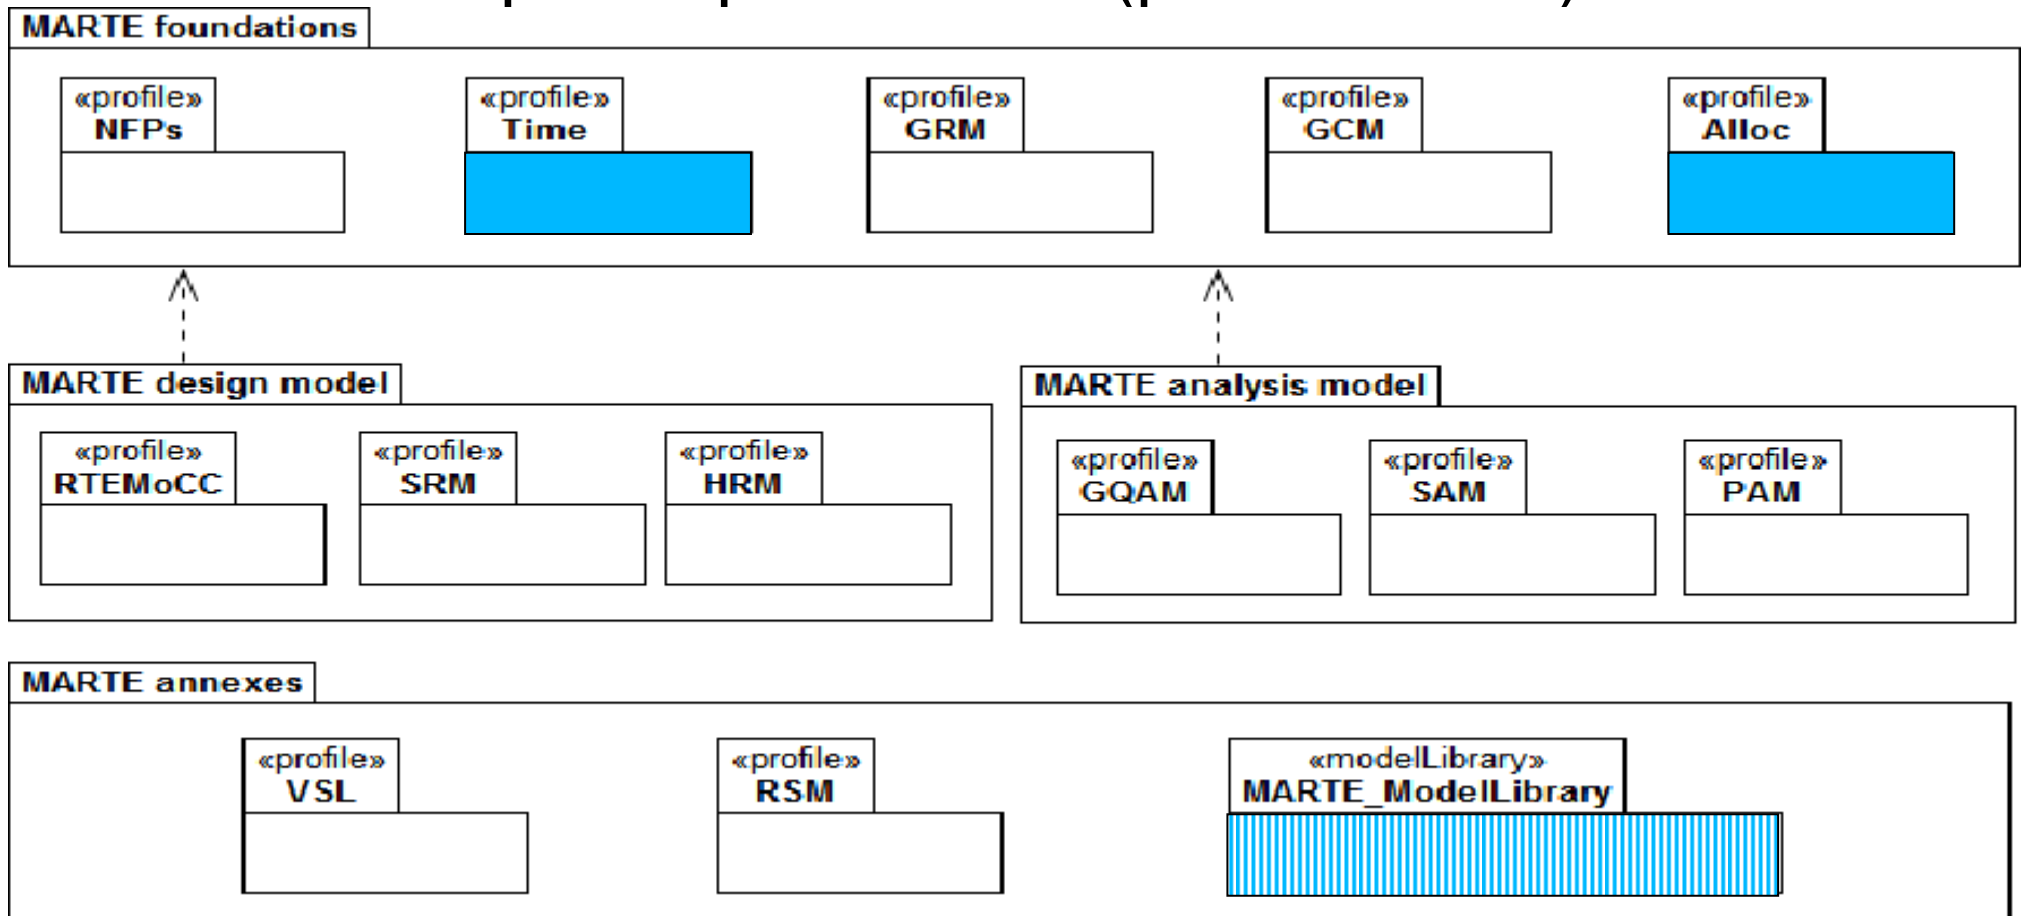 MARTE foundations
«profile» «profile» «profile» «profile» «profile»
NFPs Time GRM GCM Alloc
MARTE design model
MARTE analysis model
«profile» «profile» «profile»
RTEMoCC SRM HRM
«profile» «profile» «profile»
GQAM SAM PAM
MARTE annexes
«profile» «profile» «modelLibrary»
VSL RSM MARTE_ModelLibrary